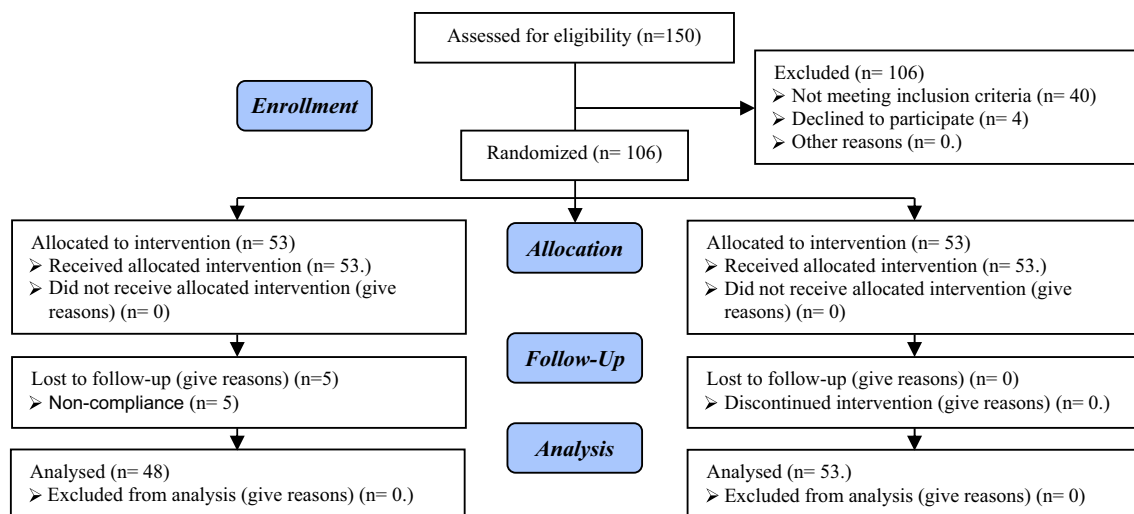 Assessed for eligibility (n=150)
Excluded (n= 106)
➢ Not meeting inclusion criteria (n= 40)
➢ Declined to participate (n= 4)
➢ Other reasons (n= 0.)
Enrollment
Randomized (n= 106)
Allocated to intervention (n= 53)
➢ Received allocated intervention (n= 53.)
➢ Did not receive allocated intervention (give
reasons) (n= 0)
Allocation
Allocated to intervention (n= 53)
➢ Received allocated intervention (n= 53.)
➢ Did not receive allocated intervention (give
reasons) (n= 0)
Follow-Up
Lost to follow-up (give reasons) (n=5)
➢ Non-compliance (n= 5)
Lost to follow-up (give reasons) (n= 0)
➢ Discontinued intervention (give reasons) (n= 0.)
Analysis
Analysed (n= 48)
➢ Excluded from analysis (give reasons) (n= 0.)
Analysed (n= 53.)
➢ Excluded from analysis (give reasons) (n= 0)